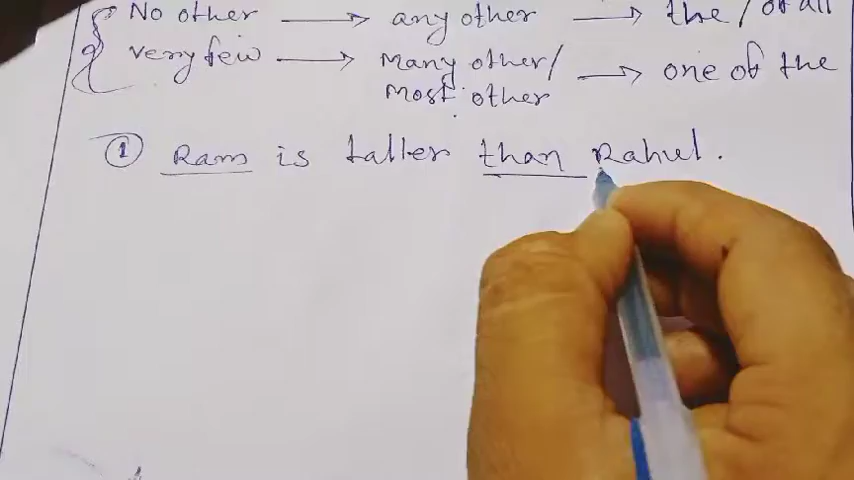 No other → any other → the / of all
very few → Many other/ → one of the
most other
① Ram is taller than Rahul.